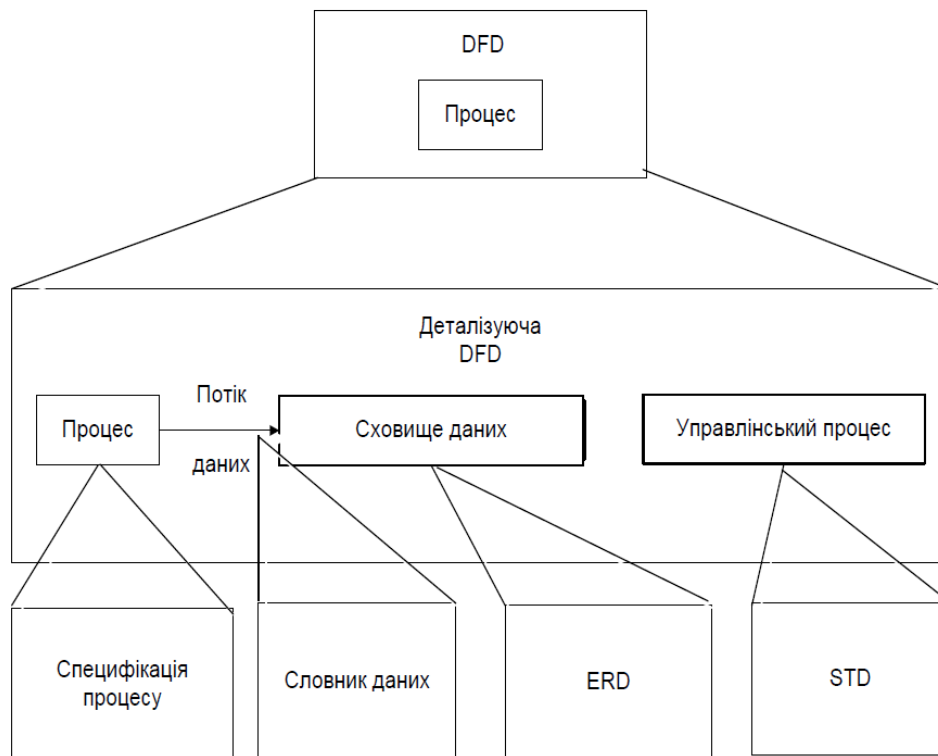 DFD
Процес
Деталізуюча
DFD
Процес
Потік
даних
Сховище даних
Управлінський процес
Специфікація
процесу
Словник даних
ERD
STD